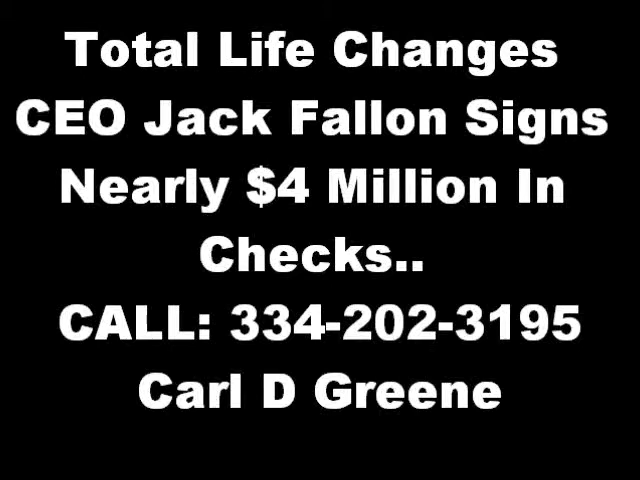 Total Life Changes
CEO Jack Fallon Signs
Nearly $4 Million In
Checks..
CALL: 334-202-3195
Carl D Greene